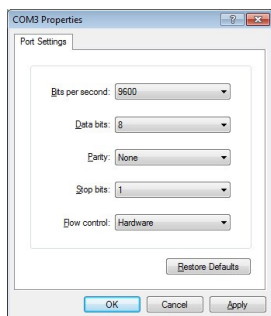 COM3 Properties
Port Settings
Bits per second: 9600
Data bits: 8
Parity: None
Stop bits: 1
Flow control: Hardware
Restore Defaults
OK Cancel Apply